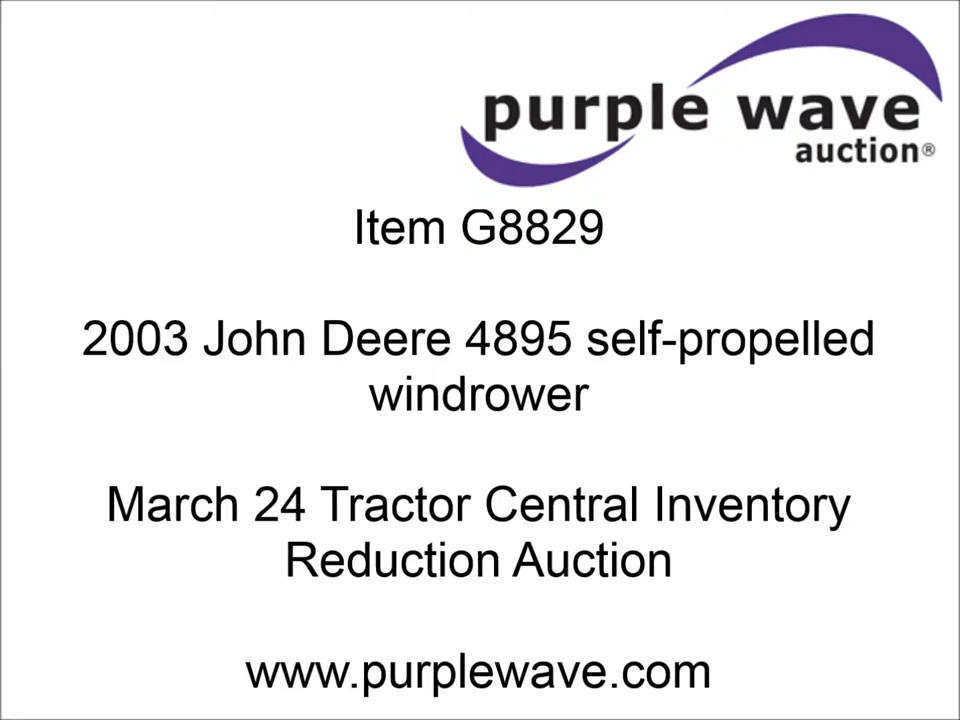 purple wave
auction®
Item G8829
2003 John Deere 4895 self-propelled
windrower
March 24 Tractor Central Inventory
Reduction Auction
www.purplewave.com